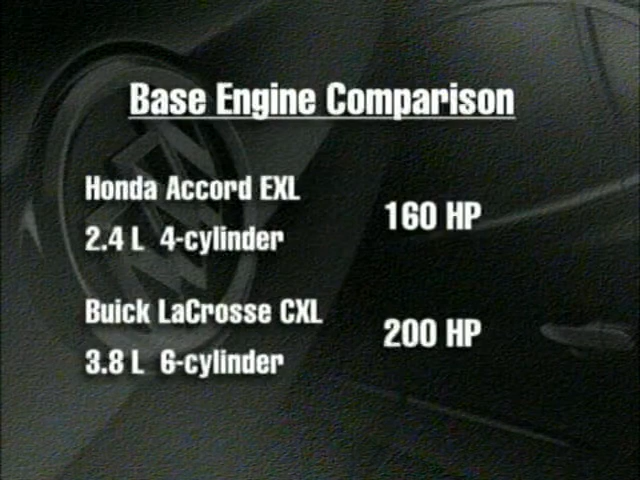 Base Engine Comparison
Honda Accord EXL
2.4 L 4-cylinder
160 HP
Buick LaCrosse CXL
3.8 L 6-cylinder
200 HP